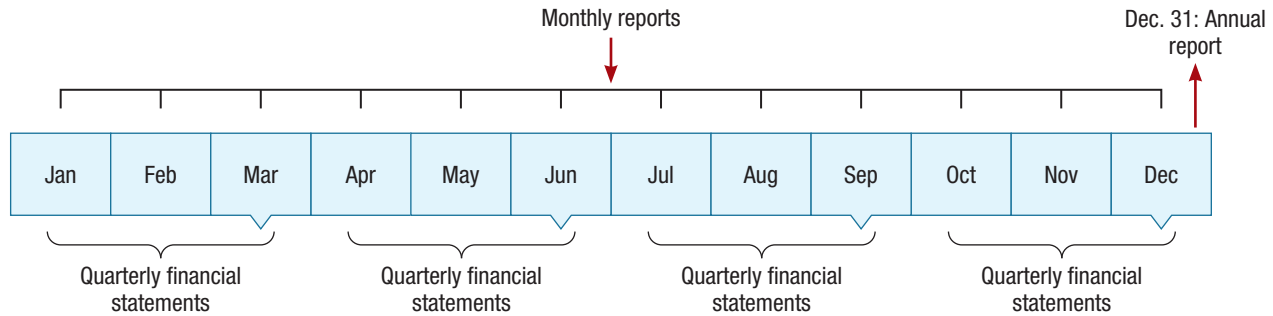 Monthly reports
Dec. 31: Annual
report
Jan
Feb
Mar
Apr
May
Jun
Jul
Aug
Sep
Oct
Nov
Dec
Quarterly financial
statements
Quarterly financial
statements
Quarterly financial
statements
Quarterly financial
statements